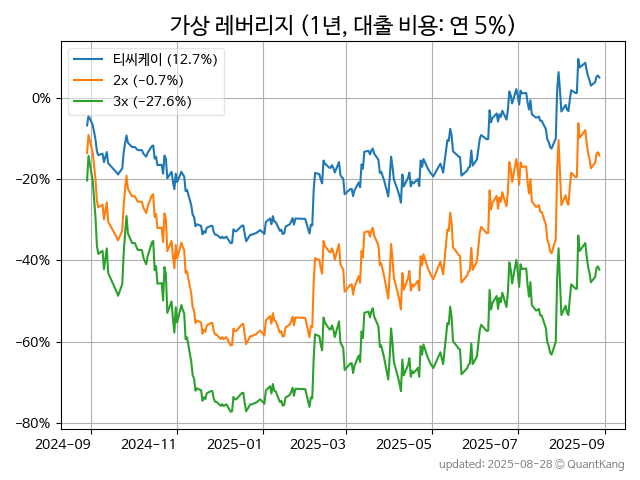 가상 레버리지 (1년, 대출 비용: 연 5%)
티씨케이 (12.7%)
2x (−0.7%)
3x (−27.6%)
0%
−20%
−40%
−60%
−80%
2024-09 2024-11 2025-01 2025-03 2025-05 2025-07 2025-09
updated: 2025-08-28 © QuantKang